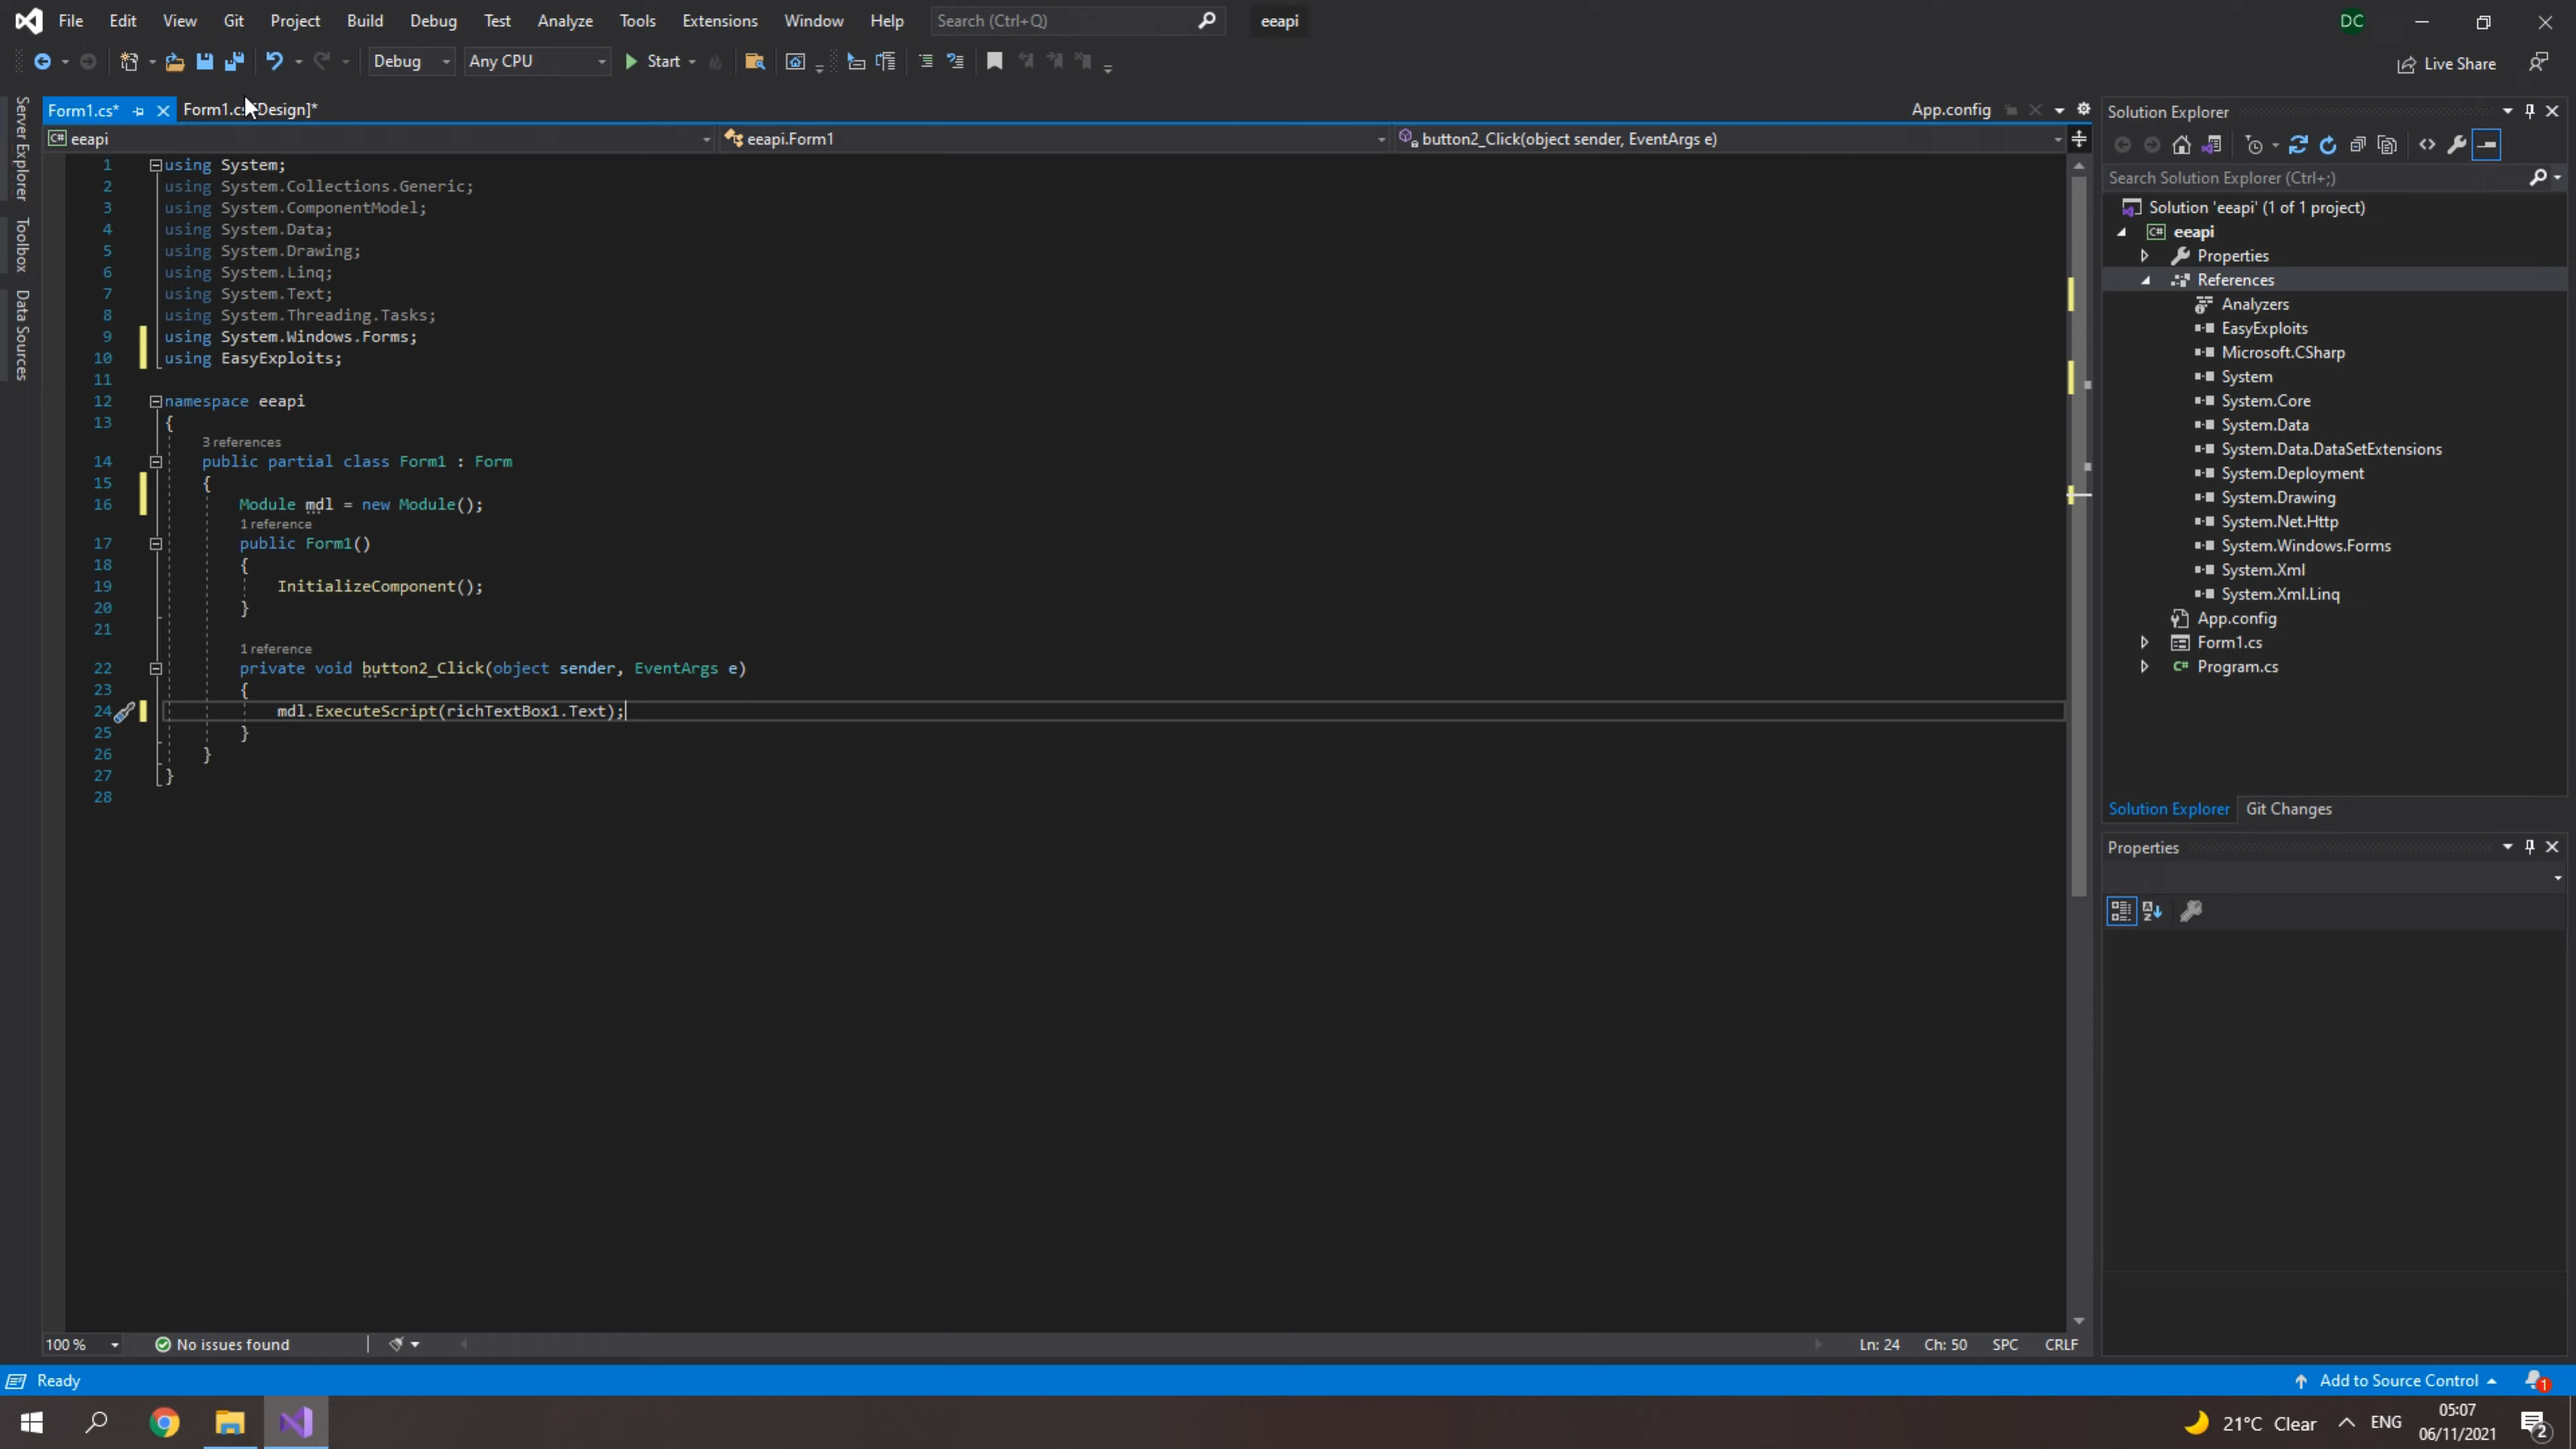 File Edit View Git Project Build Debug Test Analyze Tools Extensions Window Help Search (Ctrl+Q) eeapi DC
Debug Any CPU Start Live Share
Form1.cs* Form1.cs [Design]* App.config
eeapi eeapi.Form1 button2_Click(object sender, EventArgs e)
Server Explorer
Toolbox
Data Sources
1 using System;
2 using System.Collections.Generic;
3 using System.ComponentModel;
4 using System.Data;
5 using System.Drawing;
6 using System.Linq;
7 using System.Text;
8 using System.Threading.Tasks;
9 using System.Windows.Forms;
10 using EasyExploits;
11
12 namespace eeapi
13 {
3 references
14 public partial class Form1 : Form
15 {
16 Module mdl = new Module();
1 reference
17 public Form1()
18 {
19 InitializeComponent();
20 }
21
1 reference
22 private void button2_Click(object sender, EventArgs e)
23 {
24 mdl.ExecuteScript(richTextBox1.Text);
25 }
26 }
27 }
28
100 % No issues found Ln: 24 Ch: 50 SPC CRLF
Solution Explorer
Search Solution Explorer (Ctrl+;)
Solution 'eeapi' (1 of 1 project)
eeapi
Properties
References
Analyzers
EasyExploits
Microsoft.CSharp
System
System.Core
System.Data
System.Data.DataSetExtensions
System.Deployment
System.Drawing
System.Net.Http
System.Windows.Forms
System.Xml
System.Xml.Linq
App.config
Form1.cs
Program.cs
Solution Explorer Git Changes
Properties
Ready Add to Source Control 1
21°C Clear ENG 05:07
06/11/2021 2